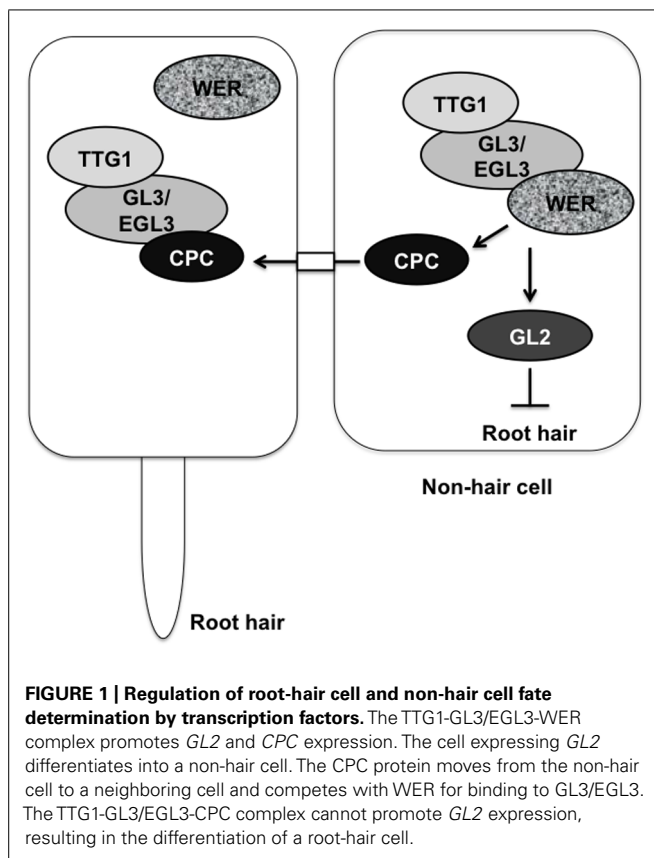 WER
TTG1
GL3/
EGL3
CPC
TTG1
GL3/
EGL3
WER
CPC
GL2
Root hair
Non-hair cell
Root hair
FIGURE 1 | Regulation of root-hair cell and non-hair cell fate
determination by transcription factors. The TTG1-GL3/EGL3-WER
complex promotes GL2 and CPC expression. The cell expressing GL2
differentiates into a non-hair cell. The CPC protein moves from the non-hair
cell to a neighboring cell and competes with WER for binding to GL3/EGL3.
The TTG1-GL3/EGL3-CPC complex cannot promote GL2 expression,
resulting in the differentiation of a root-hair cell.